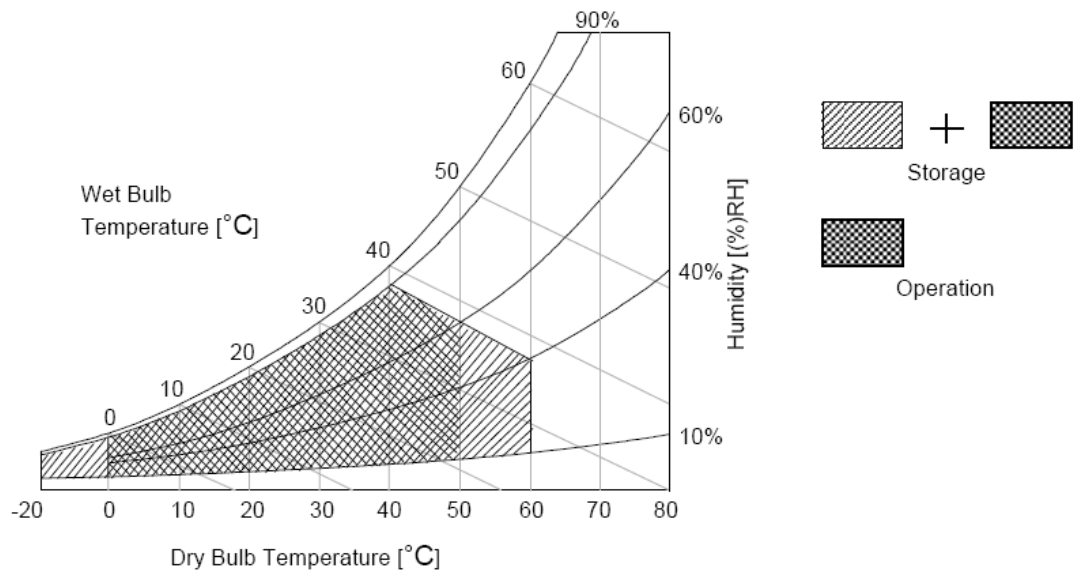 90%
60
60%
50
Wet Bulb
Temperature [°C]
40
40%
30
20
10
0
10%
-20 0 10 20 30 40 50 60 70 80
Dry Bulb Temperature [°C]
Humidity [(%)RH]
+
Storage
Operation